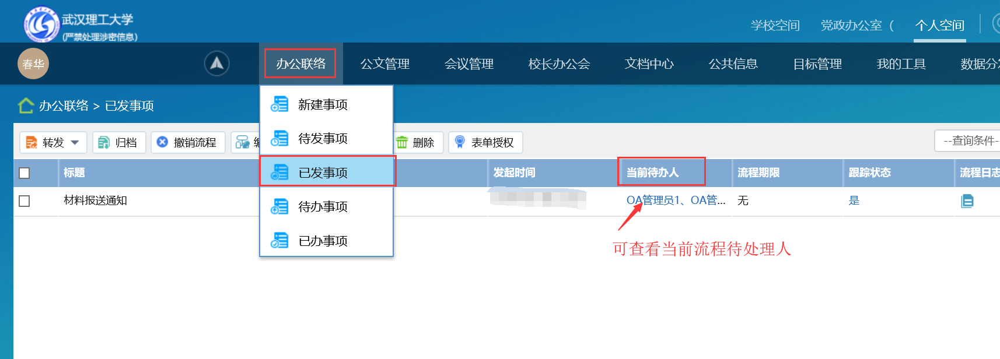 武汉理工大学
(严禁处理涉密信息)
学校空间 党政办公室（ 个人空间
春华
办公联络 公文管理 会议管理 校长办公会 文档中心 公共信息 目标管理 我的工具 数据分
办公联络 > 已发事项
新建事项
待发事项
已发事项
待办事项
已办事项
转发 归档 撤销流程 删除 表单授权 --查询条件-
标题 发起时间 当前待办人 流程期限 跟踪状态 流程日志
材料报送通知 OA管理员1、OA管... 无 是
可查看当前流程待处理人